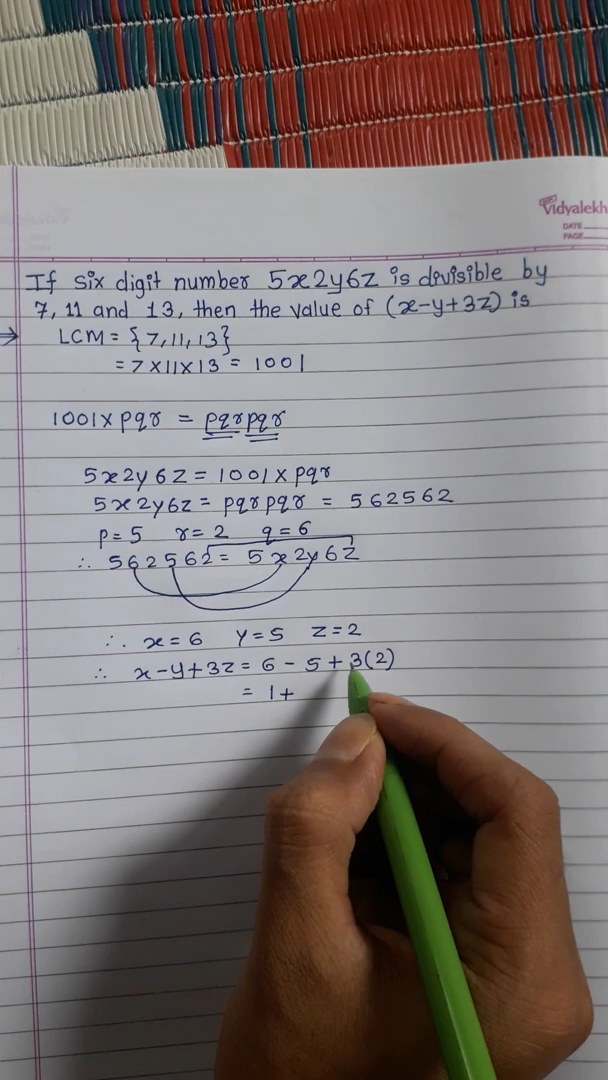 Vidyalekh
DATE
PAGE
If six digit number 5x2y6z is divisible by
7, 11 and 13, then the value of (x-y+3z) is
⇒ LCM = {7,11,13}
= 7×11×13 = 1001
1001 × pqr = pqrpqr
5x2y6z = 1001 × pqr
5x2y6z = pqrpqr = 562562
p=5 r=2 q=6
∴ 562562 = 5x2y6z
∴ x=6 y=5 z=2
∴ x-y+3z = 6 - 5 + 3(2)
= 1+